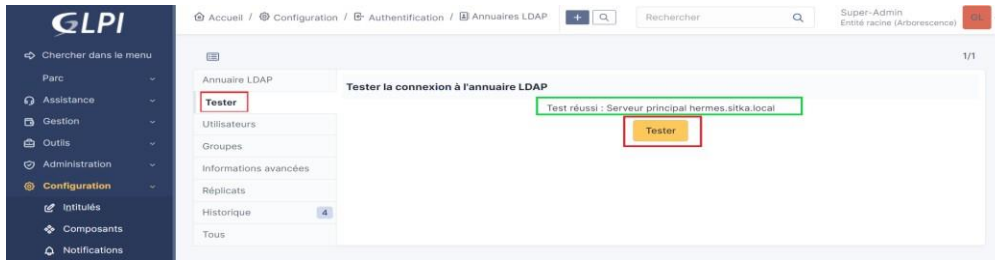 GLPI
Accueil / Configuration / Authentification / Annuaires LDAP
Rechercher
Super-Admin
Entité racine (Arborescence)
GL
Chercher dans le menu
Parc
Assistance
Gestion
Outils
Administration
Configuration
Intitulés
Composants
Notifications
1/1
Annuaire LDAP
Tester
Utilisateurs
Groupes
Informations avancées
Réplicats
Historique 4
Tous
Tester la connexion à l'annuaire LDAP
Test réussi : Serveur principal hermes.sitka.local
Tester